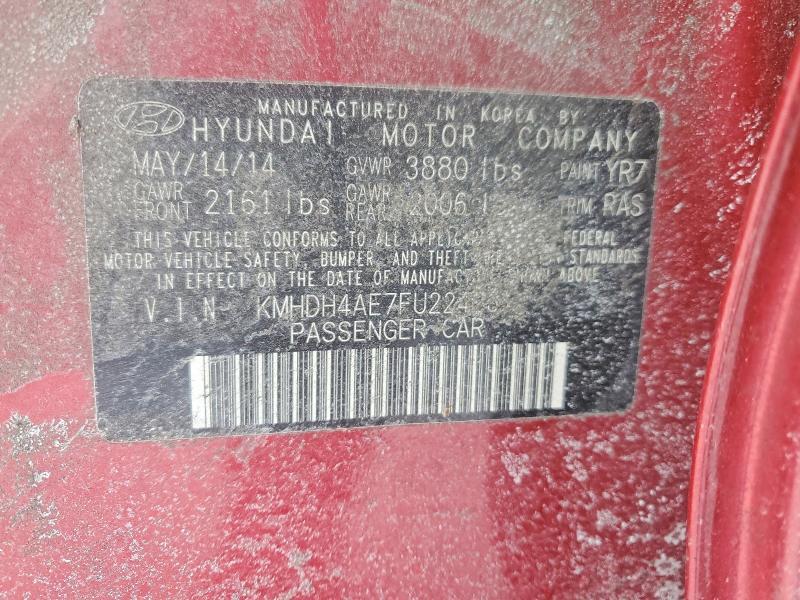 MANUFACTURED IN KOREA BY
HYUNDAI MOTOR COMPANY
MAY/14/14 GVWR 3880 lbs PAINT YR7
GAWR FRONT 2161 lbs GAWR REAR 2006 TRIM RAS
THIS VEHICLE CONFORMS TO ALL FEDERAL
MOTOR VEHICLE SAFETY, BUMPER, AND THEFT STANDARDS
IN EFFECT ON THE DATE OF MANUFACT
V.I.N- KMHDH4AE7FU224
PASSENGER CAR